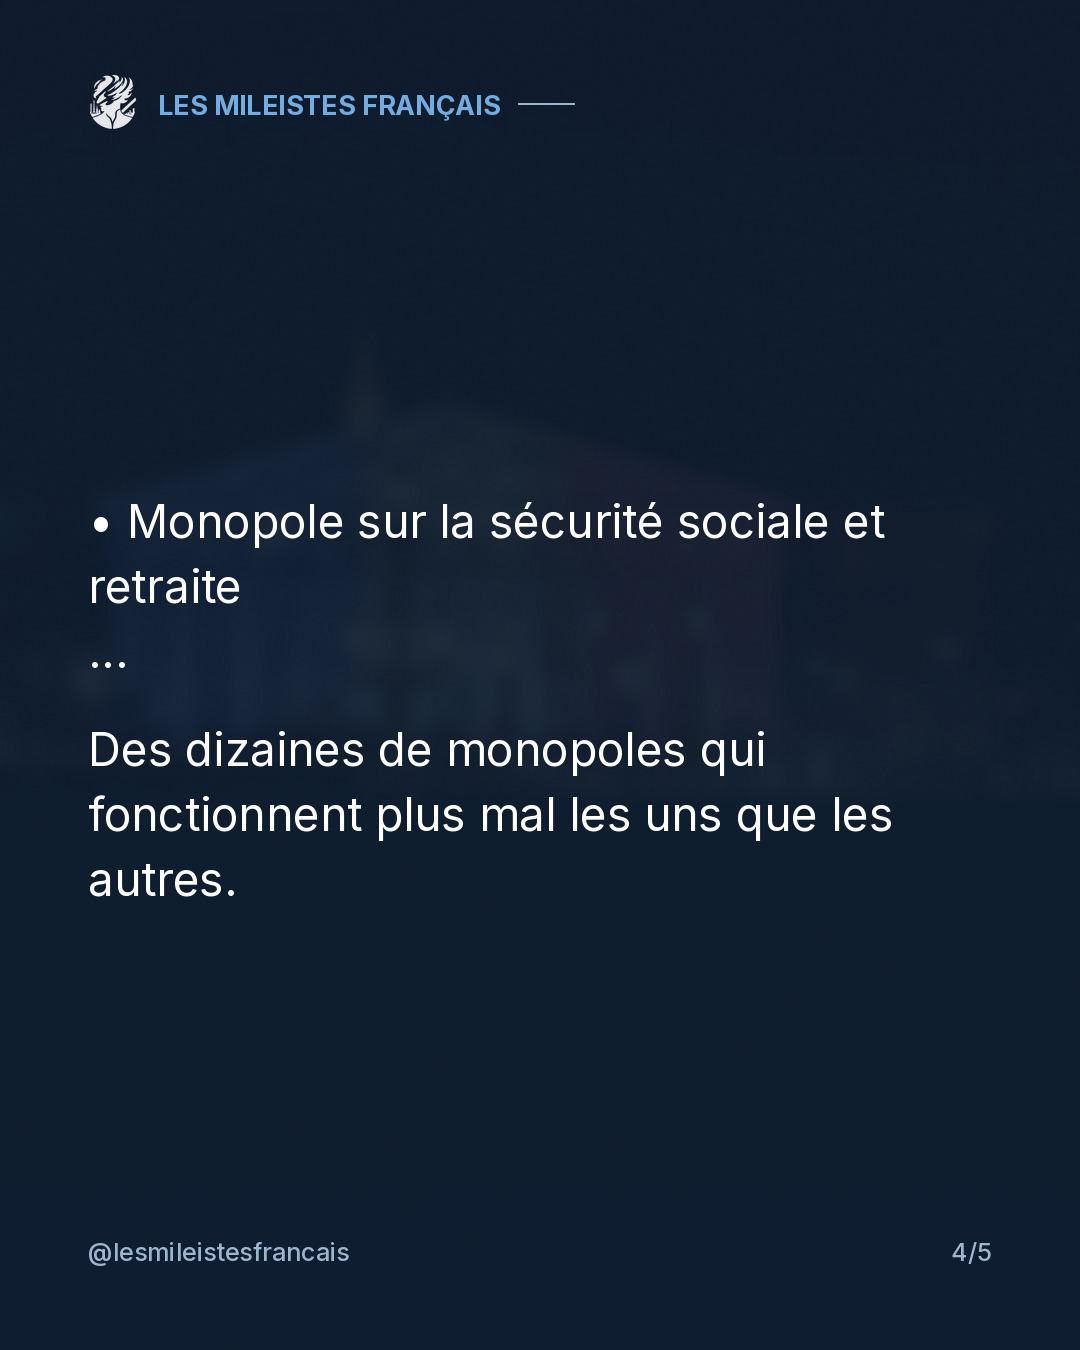 LES MILEISTES FRANÇAIS
• Monopole sur la sécurité sociale et
retraite
...
Des dizaines de monopoles qui
fonctionnent plus mal les uns que les
autres.
@lesmileistesfrancais
4/5